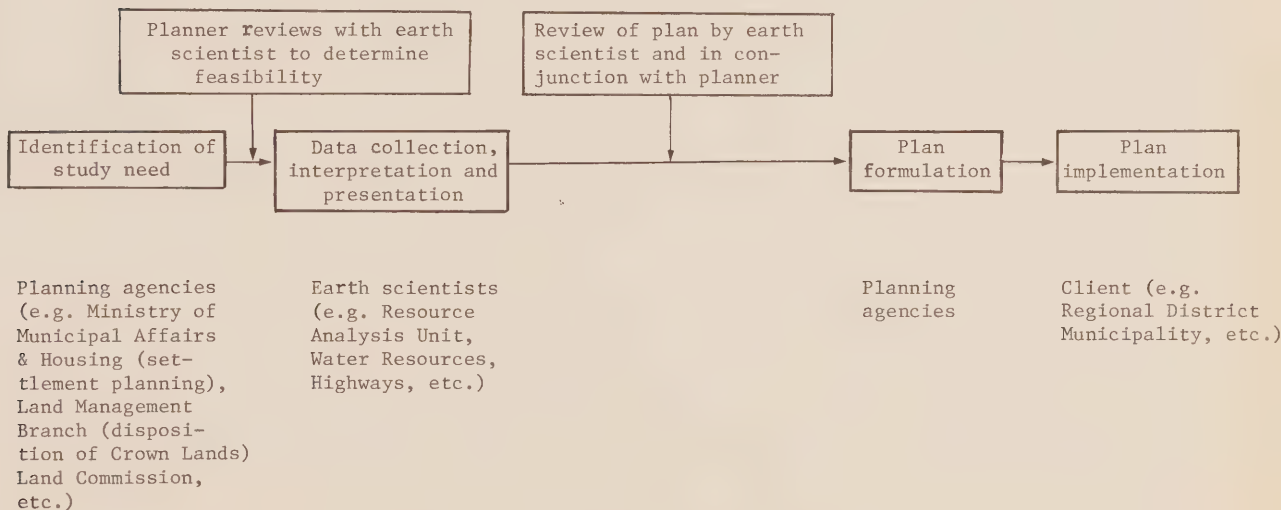 Planner reviews with earth
scientist to determine
feasibility
Review of plan by earth
scientist and in con-
junction with planner
Identification of
study need
Data collection,
interpretation and
presentation
Plan
formulation
Plan
implementation
Planning agencies
(e.g. Ministry of
Municipal Affairs
& Housing (set-
tlement planning),
Land Management
Branch (disposi-
tion of Crown Lands)
Land Commission,
etc.)
Earth scientists
(e.g. Resource
Analysis Unit,
Water Resources,
Highways, etc.)
Planning
agencies
Client (e.g.
Regional District
Municipality, etc.)